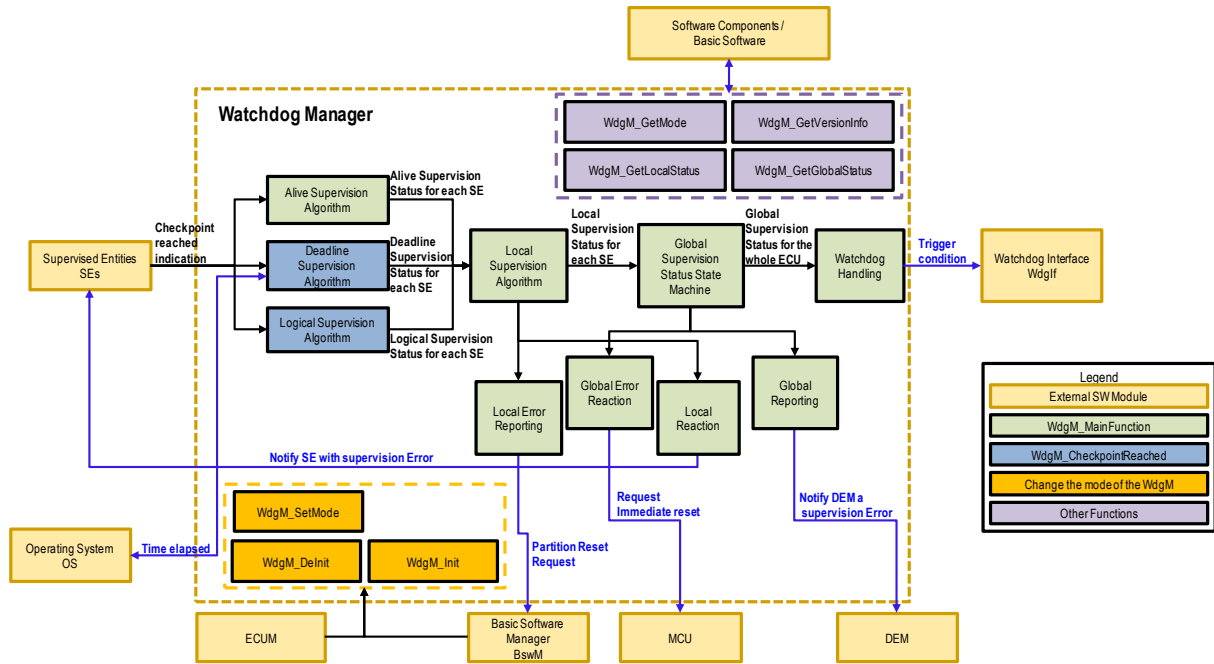 Software Components /
Basic Software
Watchdog Manager
WdgM_GetMode
WdgM_GetVersionInfo
WdgM_GetLocalStatus
WdgM_GetGlobalStatus
Alive Supervision
Algorithm
Alive Supervision
Status for each SE
Checkpoint
reached
indication
Supervised Entities
SEs
Deadline
Supervision
Algorithm
Deadline
Supervision
Status for
each SE
Logical Supervision
Algorithm
Logical Supervision
Status for each SE
Local
Supervision
Algorithm
Local
Supervision
Status for
each SE
Global
Supervision
Status State
Machine
Global
Supervision
Status for the
whole ECU
Watchdog
Handling
Trigger
condition
Watchdog Interface
WdgIf
Local Error
Reporting
Global Error
Reaction
Local
Reaction
Global
Reporting
Legend
External SW Module
WdgM_MainFunction
WdgM_CheckpointReached
Change the mode of the WdgM
Other Functions
Notify SE with supervision Error
WdgM_SetMode
WdgM_DeInit
WdgM_Init
Request
Immediate reset
Notify DEM a
supervision Error
Operating System
OS
Time elapsed
Partition Reset
Request
ECUM
Basic Software
Manager
BswM
MCU
DEM